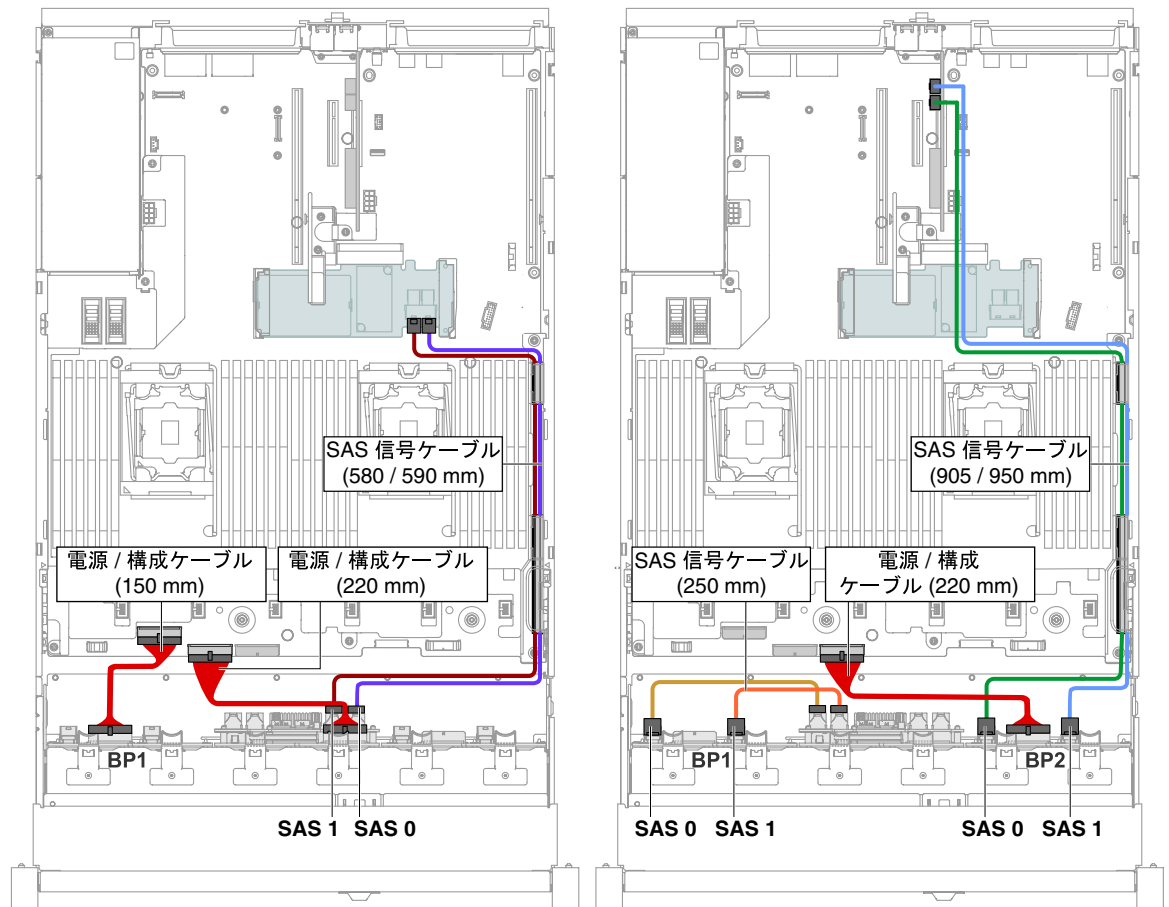 SAS 信号ケーブル
(580 / 590 mm)
電源 / 構成ケーブル
(150 mm)
電源 / 構成ケーブル
(220 mm)
BP1
SAS 1
SAS 0
SAS 信号ケーブル
(905 / 950 mm)
SAS 信号ケーブル
(250 mm)
電源 / 構成
ケーブル (220 mm)
BP1
BP2
SAS 0
SAS 1
SAS 0
SAS 1